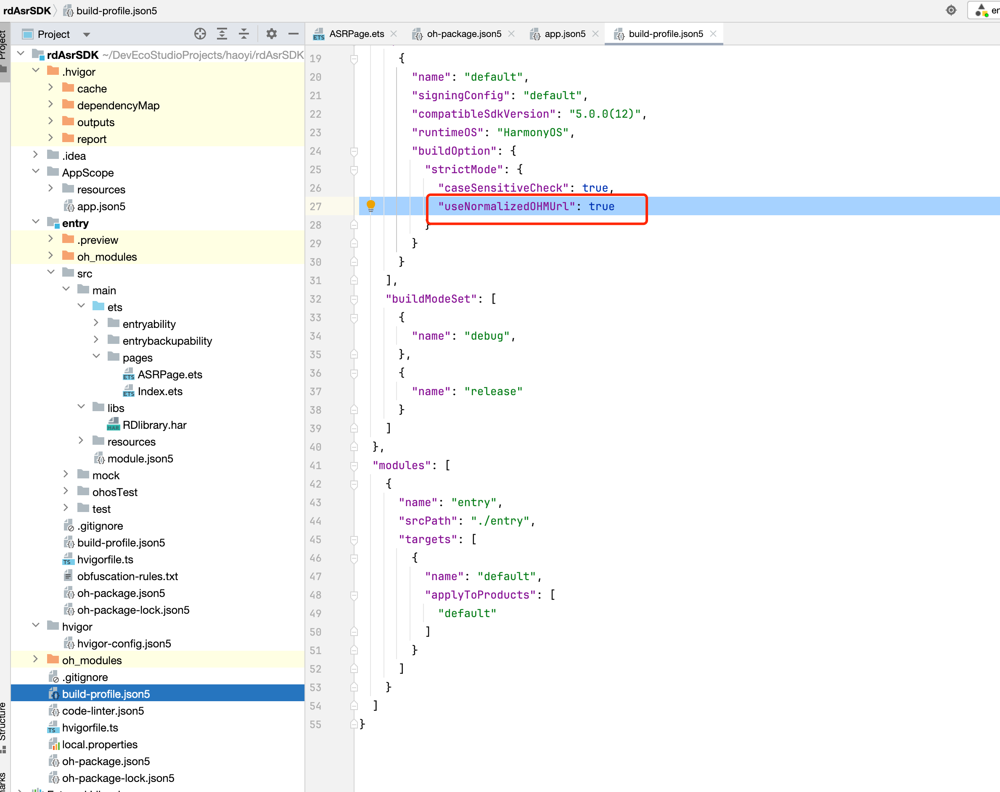 rdAsrSDK build-profile.json5
Project
ASRPage.ets
oh-package.json5
app.json5
build-profile.json5
Project
rdAsrSDK ~/DevEcoStudioProjects/haoyi/rdAsrSDK
.hvigor
cache
dependencyMap
outputs
report
.idea
AppScope
resources
app.json5
entry
.preview
oh_modules
src
main
ets
entryability
entrybackupability
pages
ASRPage.ets
Index.ets
libs
RDlibrary.har
resources
module.json5
mock
ohosTest
test
.gitignore
build-profile.json5
hvigorfile.ts
obfuscation-rules.txt
oh-package.json5
oh-package-lock.json5
hvigor
hvigor-config.json5
oh_modules
.gitignore
build-profile.json5
code-linter.json5
hvigorfile.ts
local.properties
oh-package.json5
oh-package-lock.json5
Structure
19 {
20 "name": "default",
21 "signingConfig": "default",
22 "compatibleSdkVersion": "5.0.0(12)",
23 "runtimeOS": "HarmonyOS",
24 "buildOption": {
25 "strictMode": {
26 "caseSensitiveCheck": true,
27 "useNormalizedOHMUrl": true
28 }
29 }
30 }
31 ],
32 "buildModeSet": [
33 {
34 "name": "debug",
35 },
36 {
37 "name": "release"
38 }
39 ]
40 },
41 "modules": [
42 {
43 "name": "entry",
44 "srcPath": "./entry",
45 "targets": [
46 {
47 "name": "default",
48 "applyToProducts": [
49 "default"
50 ]
51 }
52 ]
53 }
54 ]
55 }